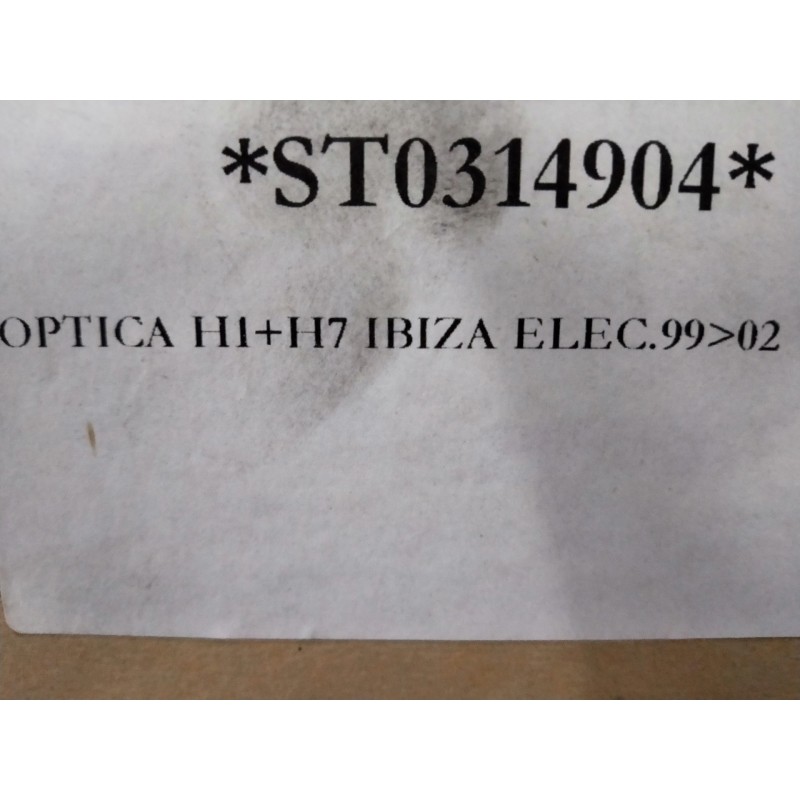 *ST0314904*
OPTICA H1+H7 IBIZA ELEC.99>02